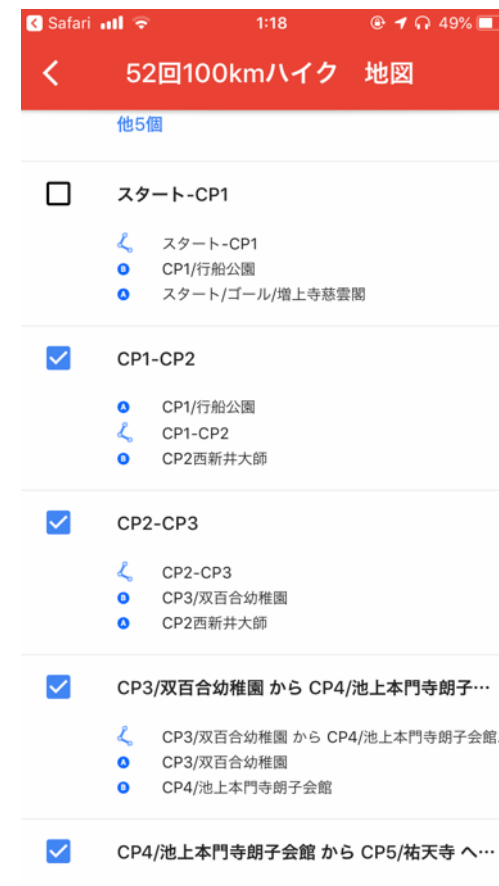 Safari 1:18 49%
52回100kmハイク 地図
他5個
スタート-CP1
スタート-CP1
B CP1/行船公園
A スタート/ゴール/増上寺慈雲閣
CP1-CP2
A CP1/行船公園
CP1-CP2
B CP2西新井大師
CP2-CP3
CP2-CP3
B CP3/双百合幼稚園
A CP2西新井大師
CP3/双百合幼稚園 から CP4/池上本門寺朗子…
CP3/双百合幼稚園 から CP4/池上本門寺朗子会館
A CP3/双百合幼稚園
B CP4/池上本門寺朗子会館
CP4/池上本門寺朗子会館 から CP5/祐天寺 へ…